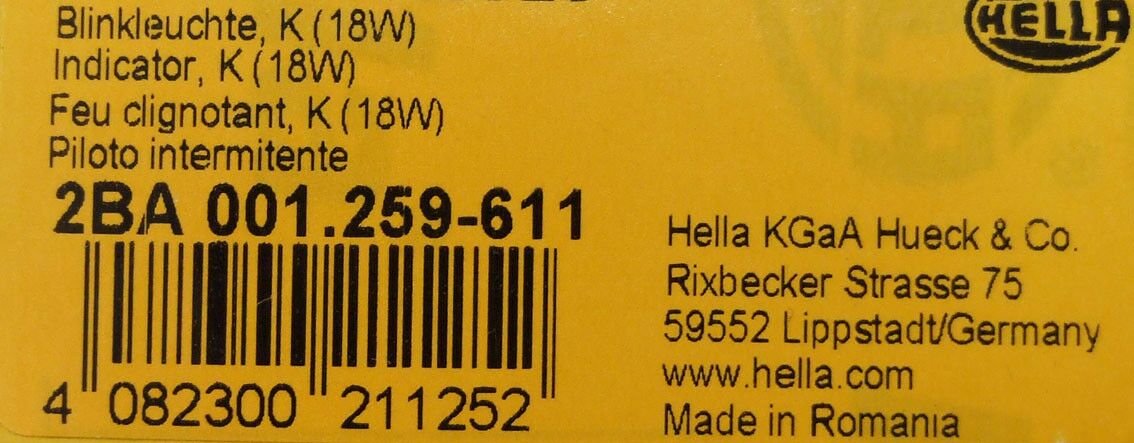 Blinkleuchte, K (18W)
Indicator, K (18W)
Feu clignotant, K (18W)
Piloto intermitente
2BA 001.259-611
4 082300 211252
HELLA
Hella KGaA Hueck & Co.
Rixbecker Strasse 75
59552 Lippstadt/Germany
www.hella.com
Made in Romania